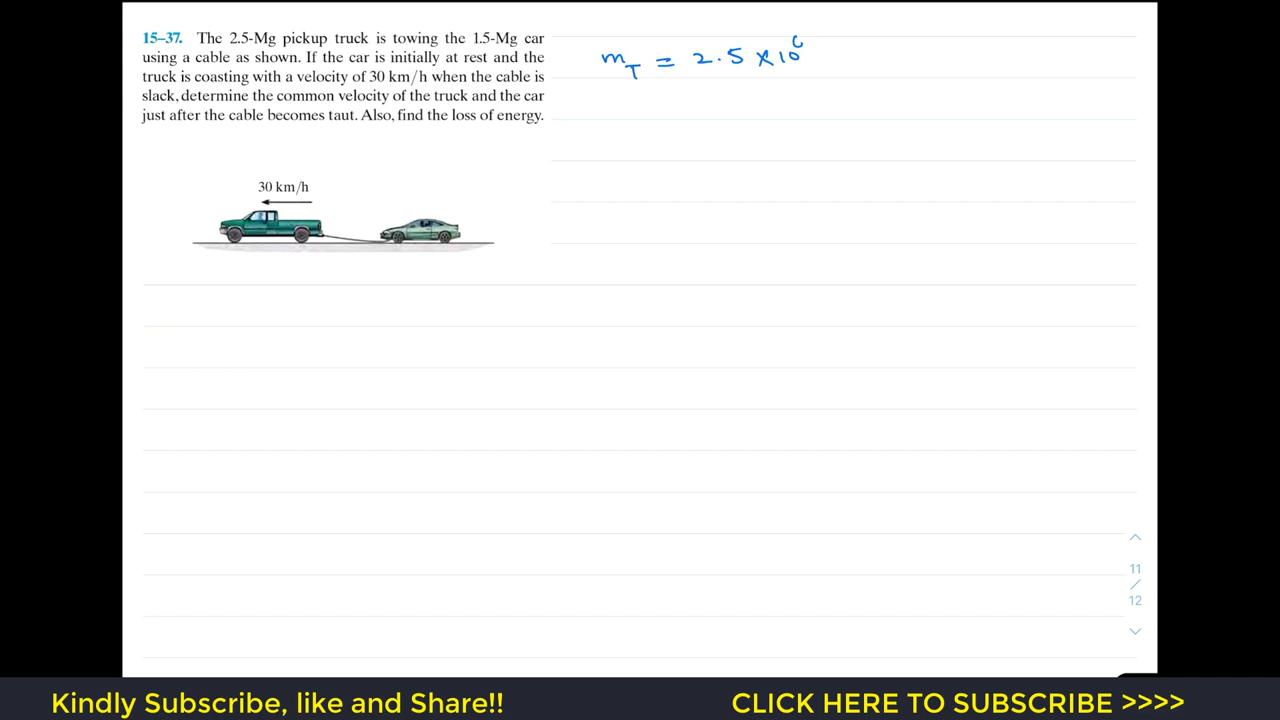 15–37. The 2.5-Mg pickup truck is towing the 1.5-Mg car
using a cable as shown. If the car is initially at rest and the
truck is coasting with a velocity of 30 km/h when the cable is
slack, determine the common velocity of the truck and the car
just after the cable becomes taut. Also, find the loss of energy.
m_T = 2.5 × 10^6
30 km/h
11
/
12
Kindly Subscribe, like and Share!!
CLICK HERE TO SUBSCRIBE >>>>